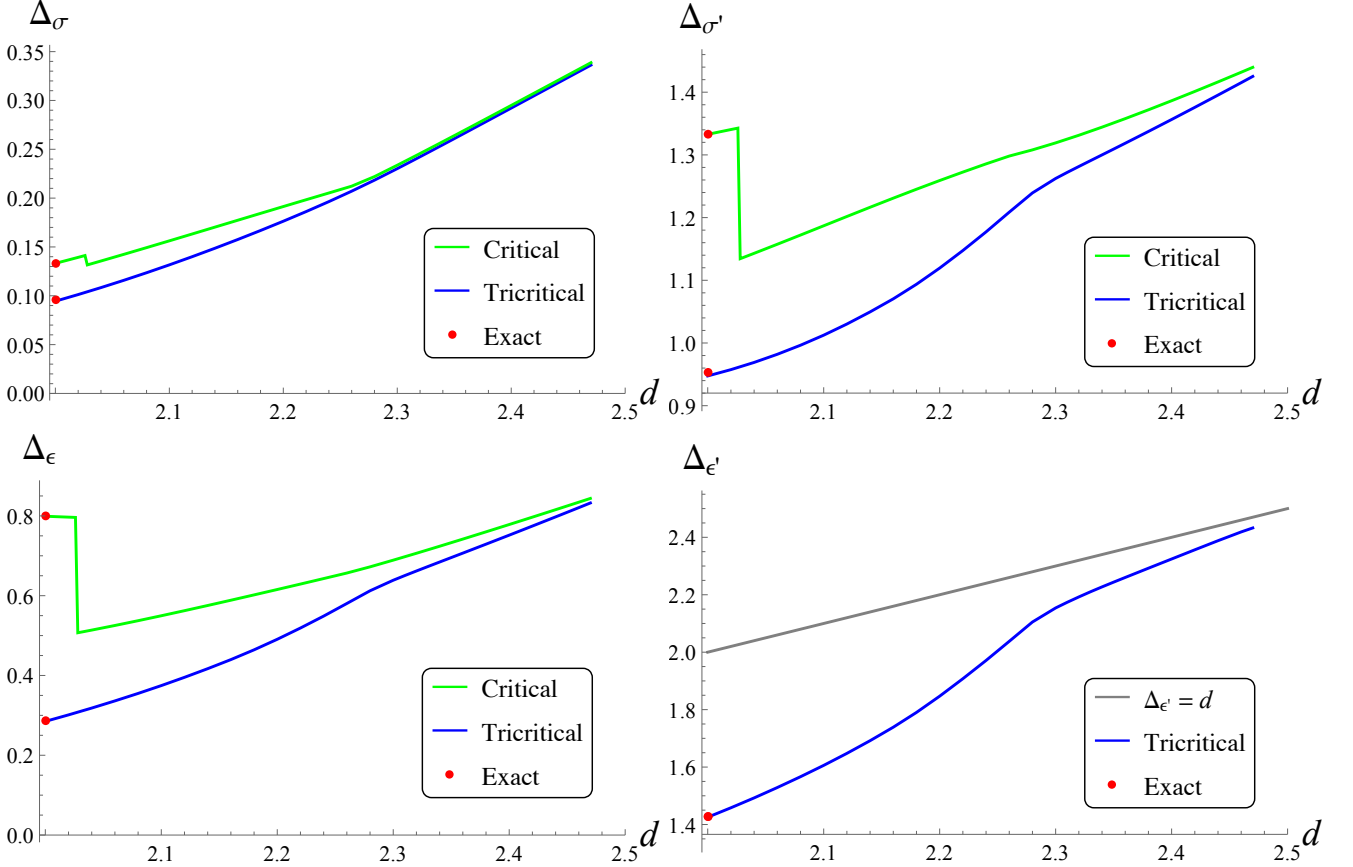 Δσ
0.35
0.30
0.25
0.20
0.15
0.10
0.05
0.00
2.1
2.2
2.3
2.4
2.5
d
Critical
Tricritical
Exact
Δσ'
1.4
1.3
1.2
1.1
1.0
0.9
2.1
2.2
2.3
2.4
2.5
d
Critical
Tricritical
Exact
Δϵ
0.8
0.6
0.4
0.2
0.0
2.1
2.2
2.3
2.4
2.5
d
Critical
Tricritical
Exact
Δϵ'
2.4
2.2
2.0
1.8
1.6
1.4
2.1
2.2
2.3
2.4
2.5
d
Δϵ' = d
Tricritical
Exact